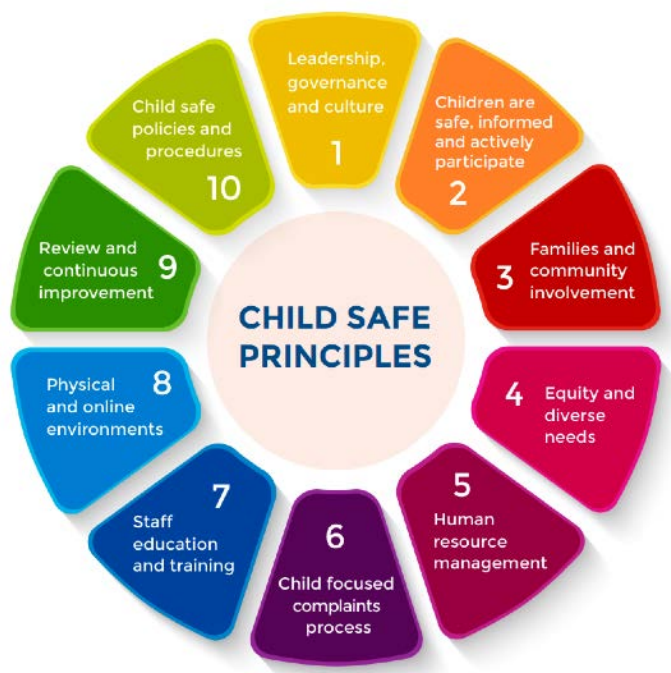 Leadership,
governance
and culture
1
Children are
safe, informed
and actively
participate
2
3
Families and
community
involvement
4
Equity and
diverse
needs
5
Human
resource
management
6
Child focused
complaints
process
7
Staff
education
and training
8
Physical
and online
environments
9
Review and
continuous
improvement
Child safe
policies and
procedures
10
CHILD SAFE
PRINCIPLES